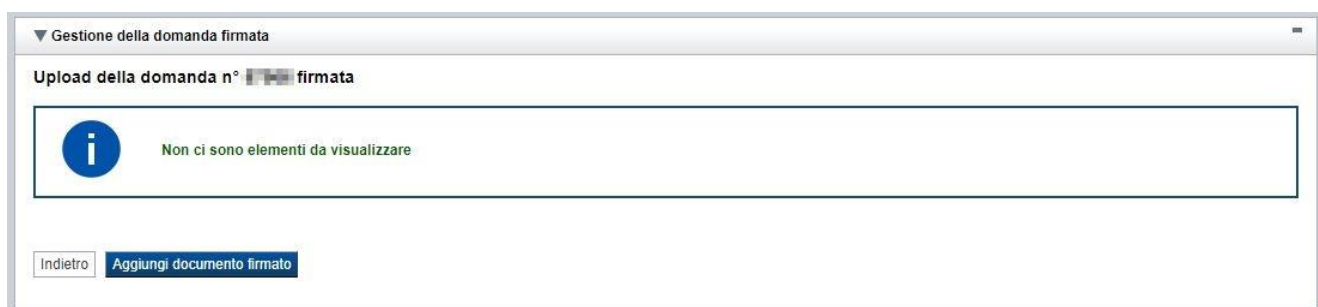 Gestione della domanda firmata
Upload della domanda n° firmata
Non ci sono elementi da visualizzare
Indietro
Aggiungi documento firmato